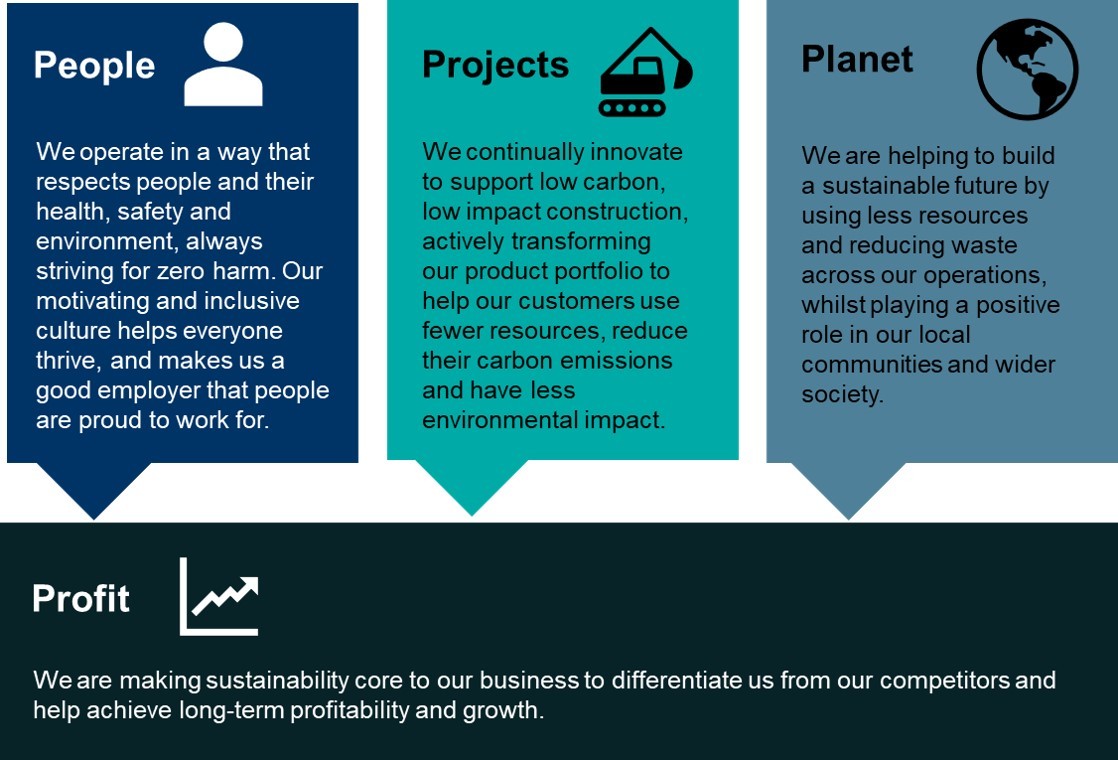 People
We operate in a way that
respects people and their
health, safety and
environment, always
striving for zero harm. Our
motivating and inclusive
culture helps everyone
thrive, and makes us a
good employer that people
are proud to work for.
Projects
We continually innovate
to support low carbon,
low impact construction,
actively transforming
our product portfolio to
help our customers use
fewer resources, reduce
their carbon emissions
and have less
environmental impact.
Planet
We are helping to build
a sustainable future by
using less resources
and reducing waste
across our operations,
whilst playing a positive
role in our local
communities and wider
society.
Profit
We are making sustainability core to our business to differentiate us from our competitors and
help achieve long-term profitability and growth.